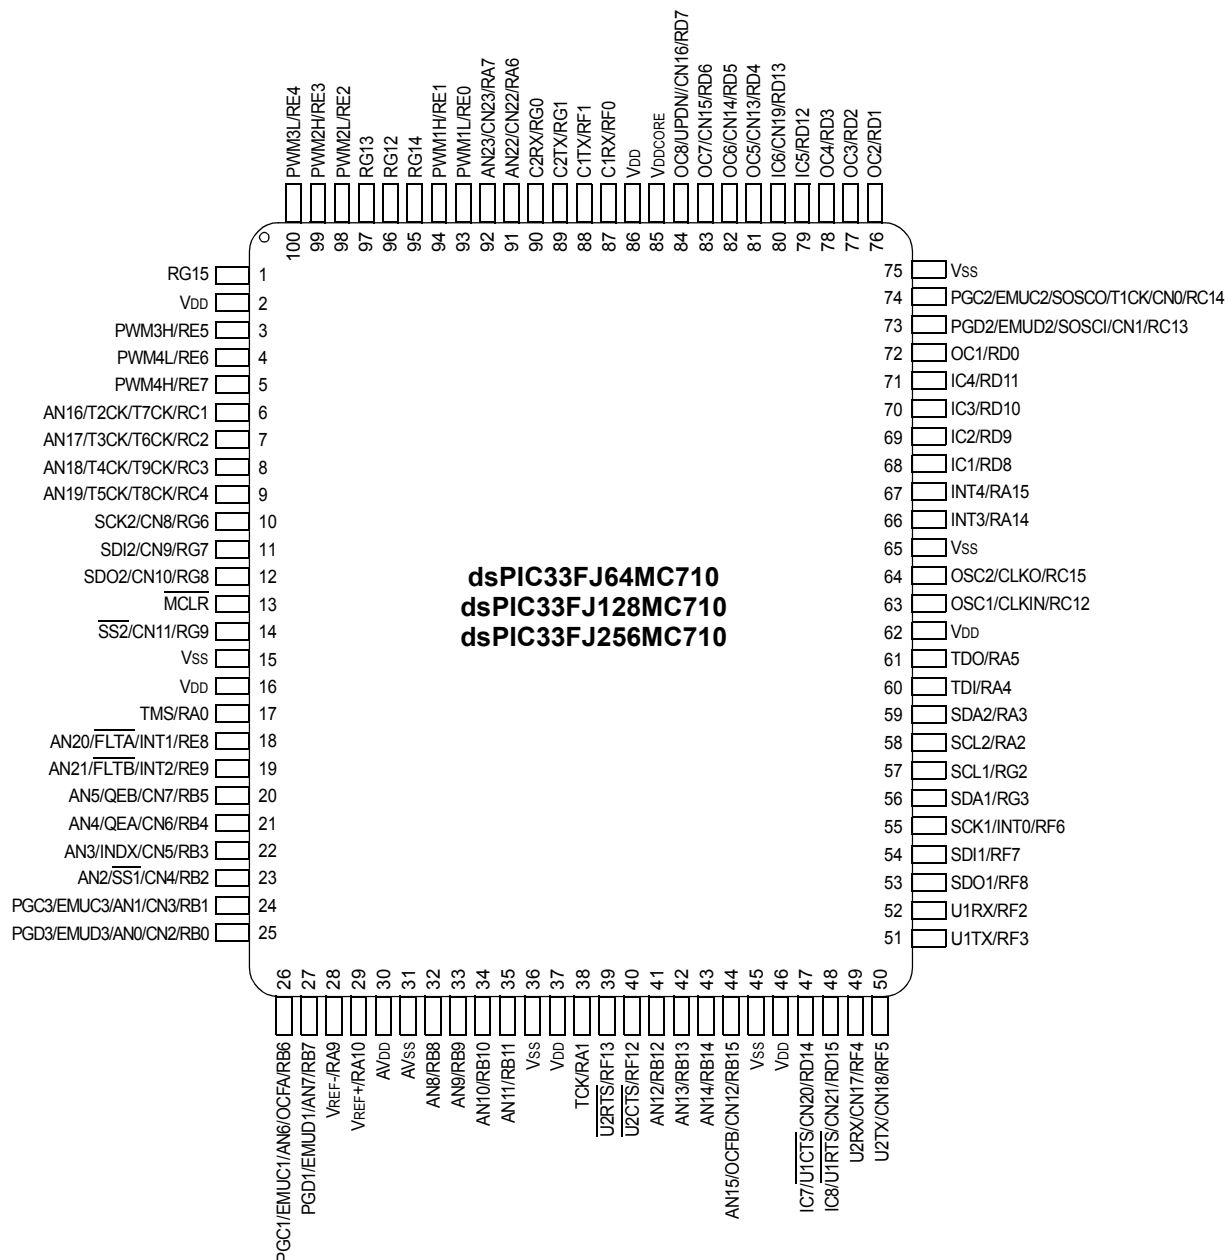 PWM3L/RE4
PWM2H/RE3
PWM2L/RE2
RG13
RG12
RG14
PWM1H/RE1
PWM1L/RE0
AN23/CN23/RA7
AN22/CN22/RA6
C2RX/RG0
C2TX/RG1
C1TX/RF1
C1RX/RF0
VDD
VDDCORE
OC8/UPDN//CN16/RD7
OC7/CN15/RD6
OC6/CN14/RD5
OC5/CN13/RD4
IC6/CN19/RD13
IC5/RD12
OC4/RD3
OC3/RD2
OC2/RD1
100
99
98
97
96
95
94
93
92
91
90
89
88
87
86
85
84
83
82
81
80
79
78
77
76
RG15 1
VDD 2
PWM3H/RE5 3
PWM4L/RE6 4
PWM4H/RE7 5
AN16/T2CK/T7CK/RC1 6
AN17/T3CK/T6CK/RC2 7
AN18/T4CK/T9CK/RC3 8
AN19/T5CK/T8CK/RC4 9
SCK2/CN8/RG6 10
SDI2/CN9/RG7 11
SDO2/CN10/RG8 12
MCLR 13
SS2/CN11/RG9 14
VSS 15
VDD 16
TMS/RA0 17
AN20/FLTA/INT1/RE8 18
AN21/FLTB/INT2/RE9 19
AN5/QEB/CN7/RB5 20
AN4/QEA/CN6/RB4 21
AN3/INDX/CN5/RB3 22
AN2/SS1/CN4/RB2 23
PGC3/EMUC3/AN1/CN3/RB1 24
PGD3/EMUD3/AN0/CN2/RB0 25
dsPIC33FJ64MC710
dsPIC33FJ128MC710
dsPIC33FJ256MC710
75 VSS
74 PGC2/EMUC2/SOSCO/T1CK/CN0/RC14
73 PGD2/EMUD2/SOSCI/CN1/RC13
72 OC1/RD0
71 IC4/RD11
70 IC3/RD10
69 IC2/RD9
68 IC1/RD8
67 INT4/RA15
66 INT3/RA14
65 VSS
64 OSC2/CLKO/RC15
63 OSC1/CLKIN/RC12
62 VDD
61 TDO/RA5
60 TDI/RA4
59 SDA2/RA3
58 SCL2/RA2
57 SCL1/RG2
56 SDA1/RG3
55 SCK1/INT0/RF6
54 SDI1/RF7
53 SDO1/RF8
52 U1RX/RF2
51 U1TX/RF3
26
27
28
29
30
31
32
33
34
35
36
37
38
39
40
41
42
43
44
45
46
47
48
49
50
PGC1/EMUC1/AN6/OCFA/RB6
PGD1/EMUD1/AN7/RB7
VREF-/RA9
VREF+/RA10
AVDD
AVSS
AN8/RB8
AN9/RB9
AN10/RB10
AN11/RB11
VSS
VDD
TCK/RA1
U2RTS/RF13
U2CTS/RF12
AN12/RB12
AN13/RB13
AN14/RB14
AN15/OCFB/CN12/RB15
VSS
VDD
IC7/U1CTS/CN20/RD14
IC8/U1RTS/CN21/RD15
U2RX/CN17/RF4
U2TX/CN18/RF5